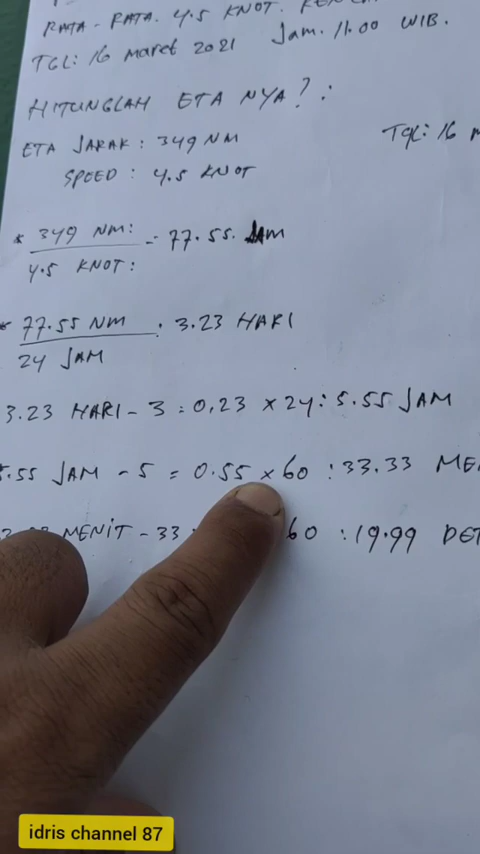 RATA - RATA. 4.5 KNOT.
TGL: 16 maret 2021 Jam. 11.00 WIB.
HITUNGLAH ETA NYA?:
ETA JARAK: 349 NM
TGL: 16
SPEED: 4.5 KNOT
* 349 NM: = 77.55. JAM
4.5 KNOT:
* 77.55 NM . 3.23 HARI
24 JAM
3.23 HARI - 3 = 0,23 x 24: 5.55 JAM
5.55 JAM - 5 = 0.55 x 60 : 33.33
MENIT - 33 60 : 19.99
idris channel 87